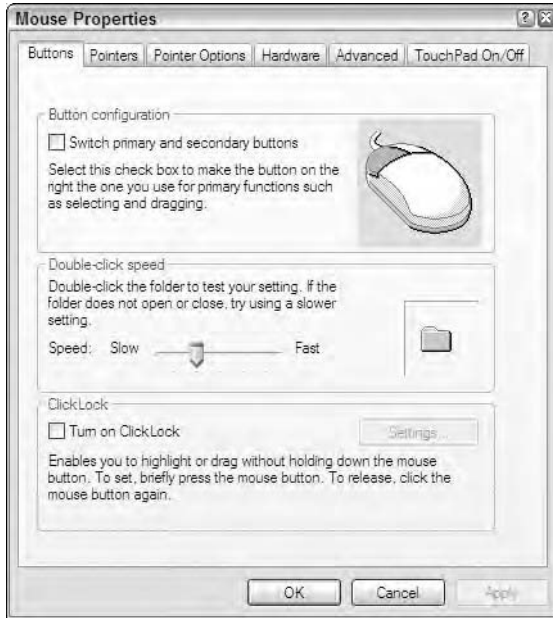 Mouse Properties
Buttons Pointers Pointer Options Hardware Advanced TouchPad On/Off
Button configuration
Switch primary and secondary buttons
Select this check box to make the button on the
right the one you use for primary functions such
as selecting and dragging.
Double-click speed
Double-click the folder to test your setting. If the
folder does not open or close, try using a slower
setting.
Speed: Slow Fast
ClickLock
Turn on ClickLock Settings...
Enables you to highlight or drag without holding down the mouse
button. To set, briefly press the mouse button. To release, click the
mouse button again.
OK Cancel Apply